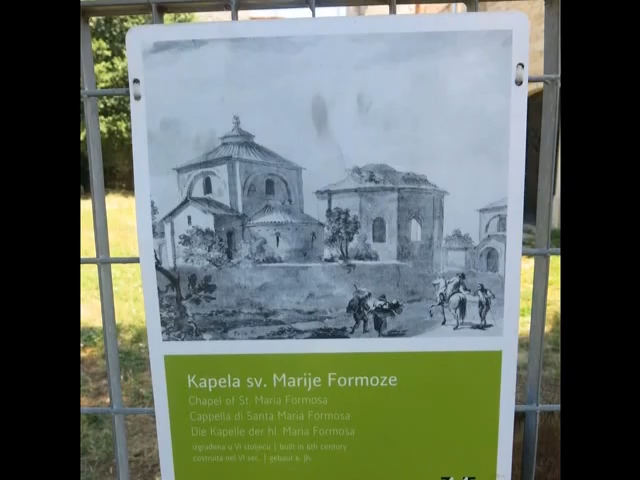 Kapela sv. Marije Formoze
Chapel of St. Maria Formosa
Cappella di Santa Maria Formosa
Die Kapelle der hl. Maria Formosa
izgrađena u VI stoljeću | built in 6th century
costruita nel VI sec. | gebaut 6. Jh.